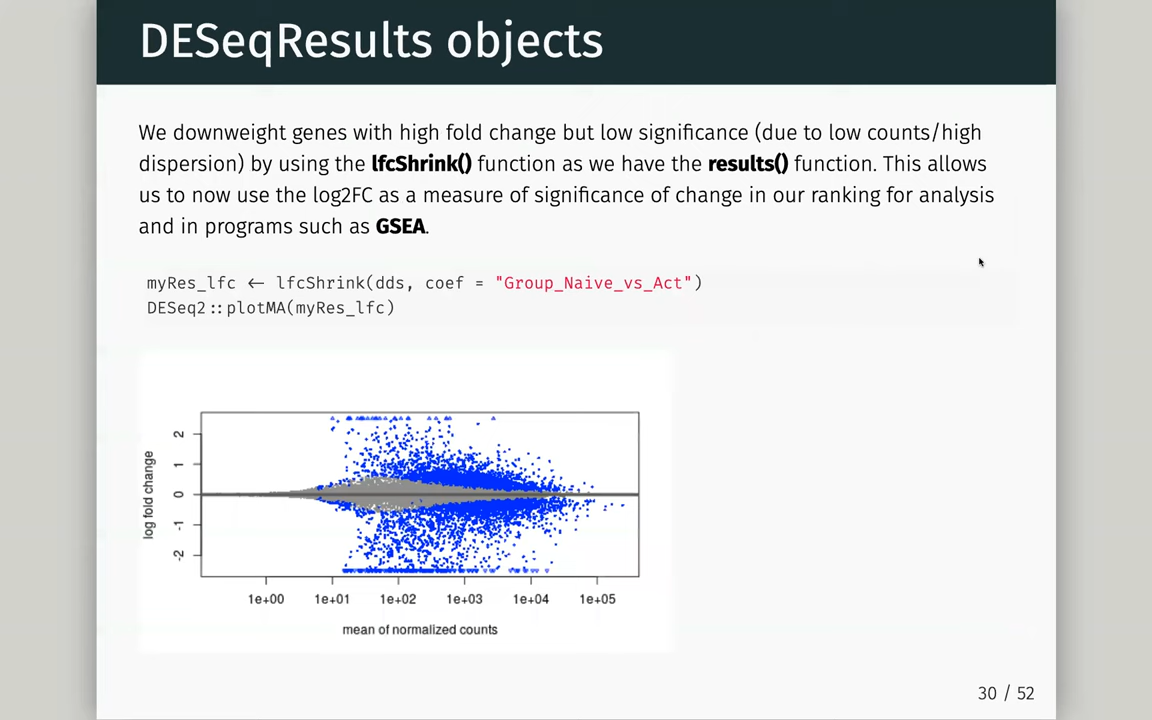 DESeqResults objects
We downweight genes with high fold change but low significance (due to low counts/high
dispersion) by using the lfcShrink() function as we have the results() function. This allows
us to now use the log2FC as a measure of significance of change in our ranking for analysis
and in programs such as GSEA.
myRes_lfc <- lfcShrink(dds, coef = "Group_Naive_vs_Act")
DESeq2::plotMA(myRes_lfc)
log fold change
2
1
0
-1
-2
1e+00 1e+01 1e+02 1e+03 1e+04 1e+05
mean of normalized counts
30 / 52